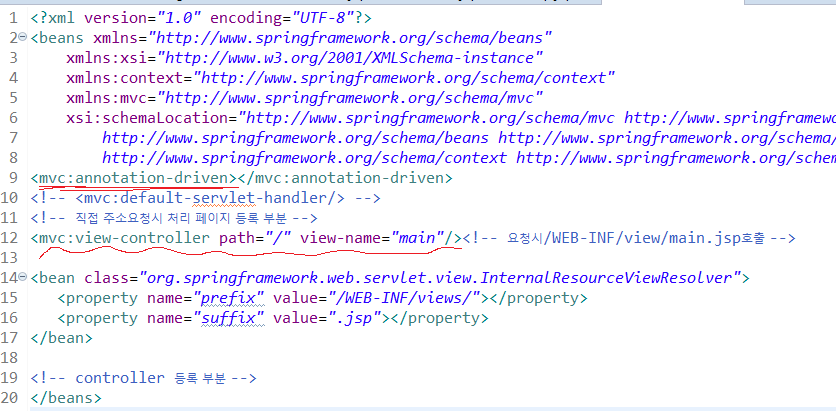 1 <?xml version="1.0" encoding="UTF-8"?>
2 <beans xmlns="http://www.springframework.org/schema/beans"
3 xmlns:xsi="http://www.w3.org/2001/XMLSchema-instance"
4 xmlns:context="http://www.springframework.org/schema/context"
5 xmlns:mvc="http://www.springframework.org/schema/mvc"
6 xsi:schemaLocation="http://www.springframework.org/schema/mvc http://www.springframewo
7 http://www.springframework.org/schema/beans http://www.springframework.org/schema/
8 http://www.springframework.org/schema/context http://www.springframework.org/schem
9 <mvc:annotation-driven></mvc:annotation-driven>
10 <!-- <mvc:default-servlet-handler/> -->
11 <!-- 직접 주소요청시 처리 페이지 등록 부분 -->
12 <mvc:view-controller path="/" view-name="main"/><!-- 요청시/WEB-INF/view/main.jsp호출 -->
13
14 <bean class="org.springframework.web.servlet.view.InternalResourceViewResolver">
15 <property name="prefix" value="/WEB-INF/views/"></property>
16 <property name="suffix" value=".jsp"></property>
17 </bean>
18
19 <!-- controller 등록 부분 -->
20 </beans>